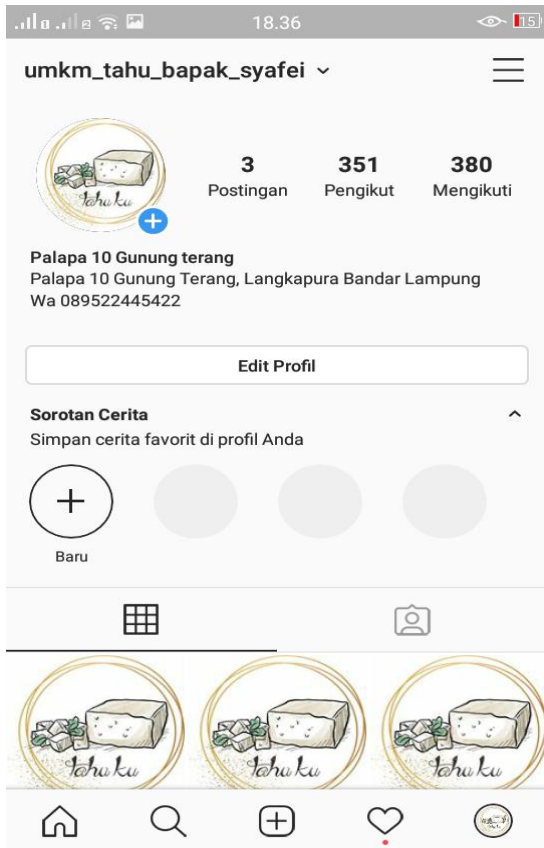 18.36
15
umkm_tahu_bapak_syafei
3 351 380
Postingan Pengikut Mengikuti
tahu ku
Palapa 10 Gunung terang
Palapa 10 Gunung Terang, Langkapura Bandar Lampung
Wa 089522445422
Edit Profil
Sorotan Cerita
Simpan cerita favorit di profil Anda
Baru
tahu ku tahu ku tahu ku